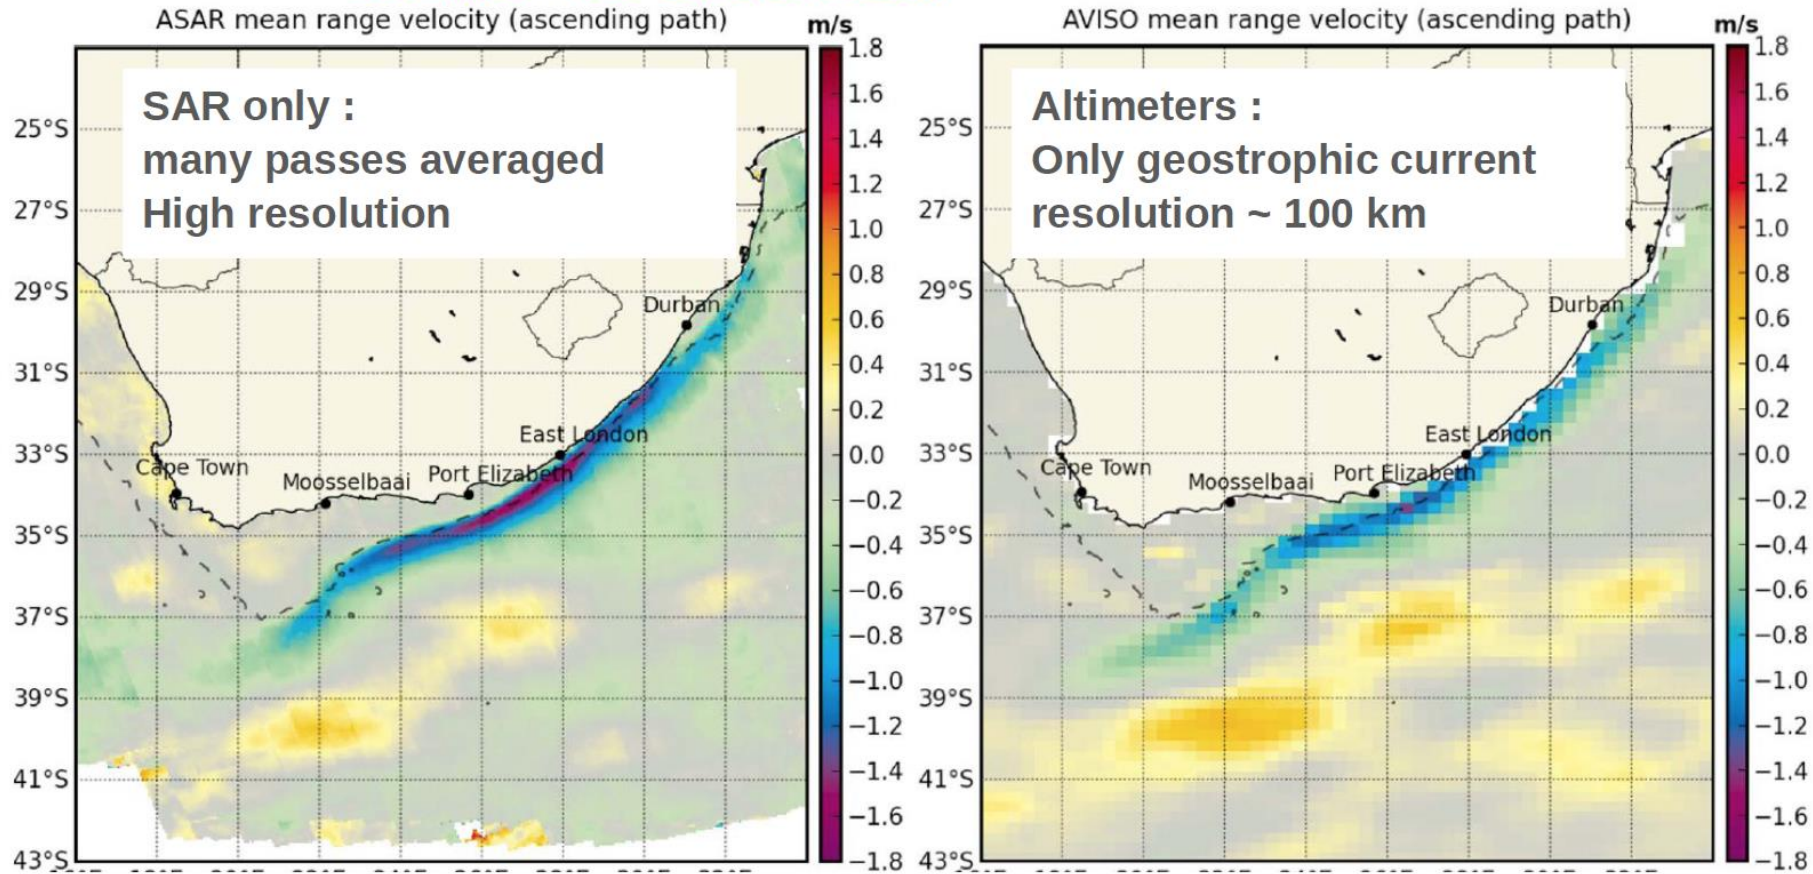 ASAR mean range velocity (ascending path)
m/s
SAR only :
many passes averaged
High resolution
25°S
27°S
29°S
31°S
33°S
35°S
37°S
39°S
41°S
43°S
Durban
East London
Cape Town
Moosselbaai
Port Elizabeth
1.8
1.6
1.4
1.2
1.0
0.8
0.6
0.4
0.2
0.0
−0.2
−0.4
−0.6
−0.8
−1.0
−1.2
−1.4
−1.6
−1.8
AVISO mean range velocity (ascending path)
m/s
Altimeters :
Only geostrophic current
resolution ~ 100 km
25°S
27°S
29°S
31°S
33°S
35°S
37°S
39°S
41°S
43°S
Durban
East London
Cape Town
Moosselbaai
Port Elizabeth
1.8
1.6
1.4
1.2
1.0
0.8
0.6
0.4
0.2
0.0
−0.2
−0.4
−0.6
−0.8
−1.0
−1.2
−1.4
−1.6
−1.8